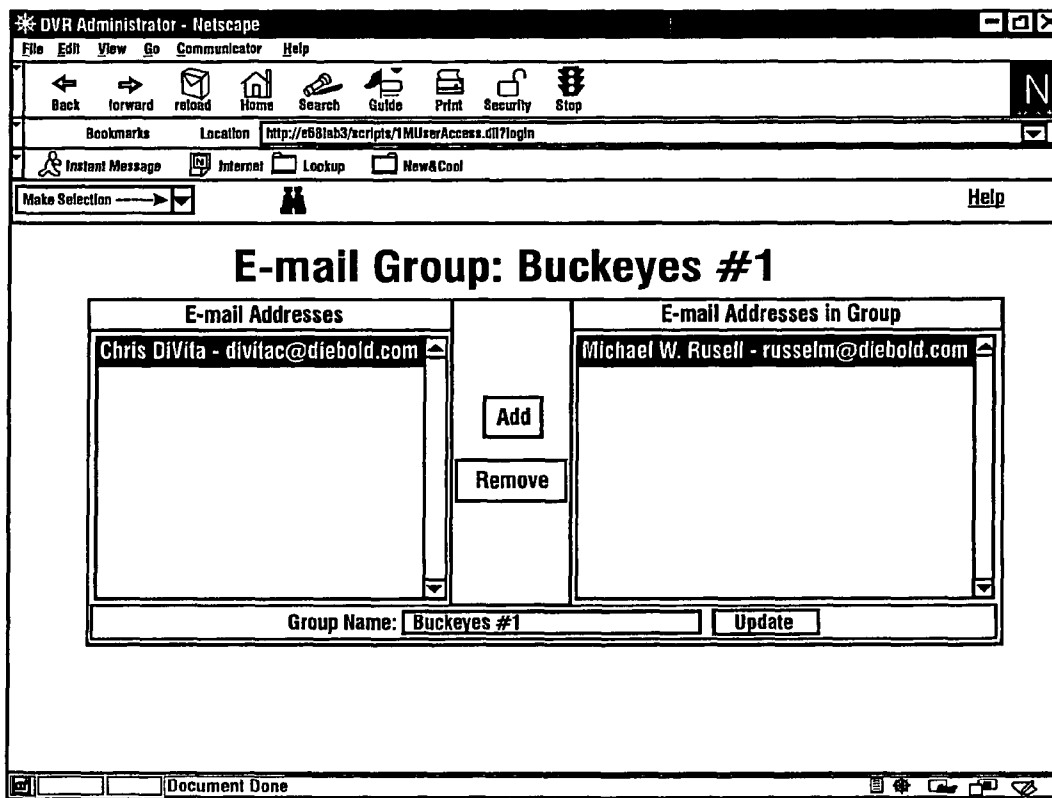 DVR Administrator - Netscape
File Edit View Go Communicator Help
Back forward reload Home Search Guide Print Security Stop
N
Bookmarks Location http://e681ab3/scripts/1MUserAccess.dll?login
Instant Message Internet Lookup New&Cool
Make Selection Help
E-mail Group: Buckeyes #1
E-mail Addresses E-mail Addresses in Group
Chris DiVita - divitac@diebold.com Michael W. Rusell - russelm@diebold.com
Add
Remove
Group Name: Buckeyes #1 Update
Document Done